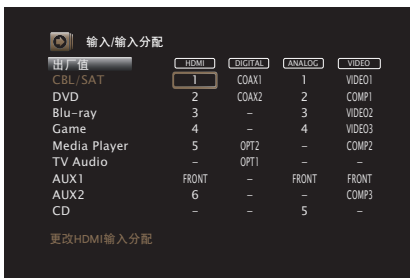 输入/输入分配
出厂值 HDMI DIGITAL ANALOG VIDEO
CBL/SAT 1 COAX1 1 VIDEO1
DVD 2 COAX2 2 COMP1
Blu-ray 3 – 3 VIDEO2
Game 4 – 4 VIDEO3
Media Player 5 OPT2 – COMP2
TV Audio – OPT1 – –
AUX1 FRONT – FRONT FRONT
AUX2 6 – – COMP3
CD – – 5 –
更改HDMI输入分配